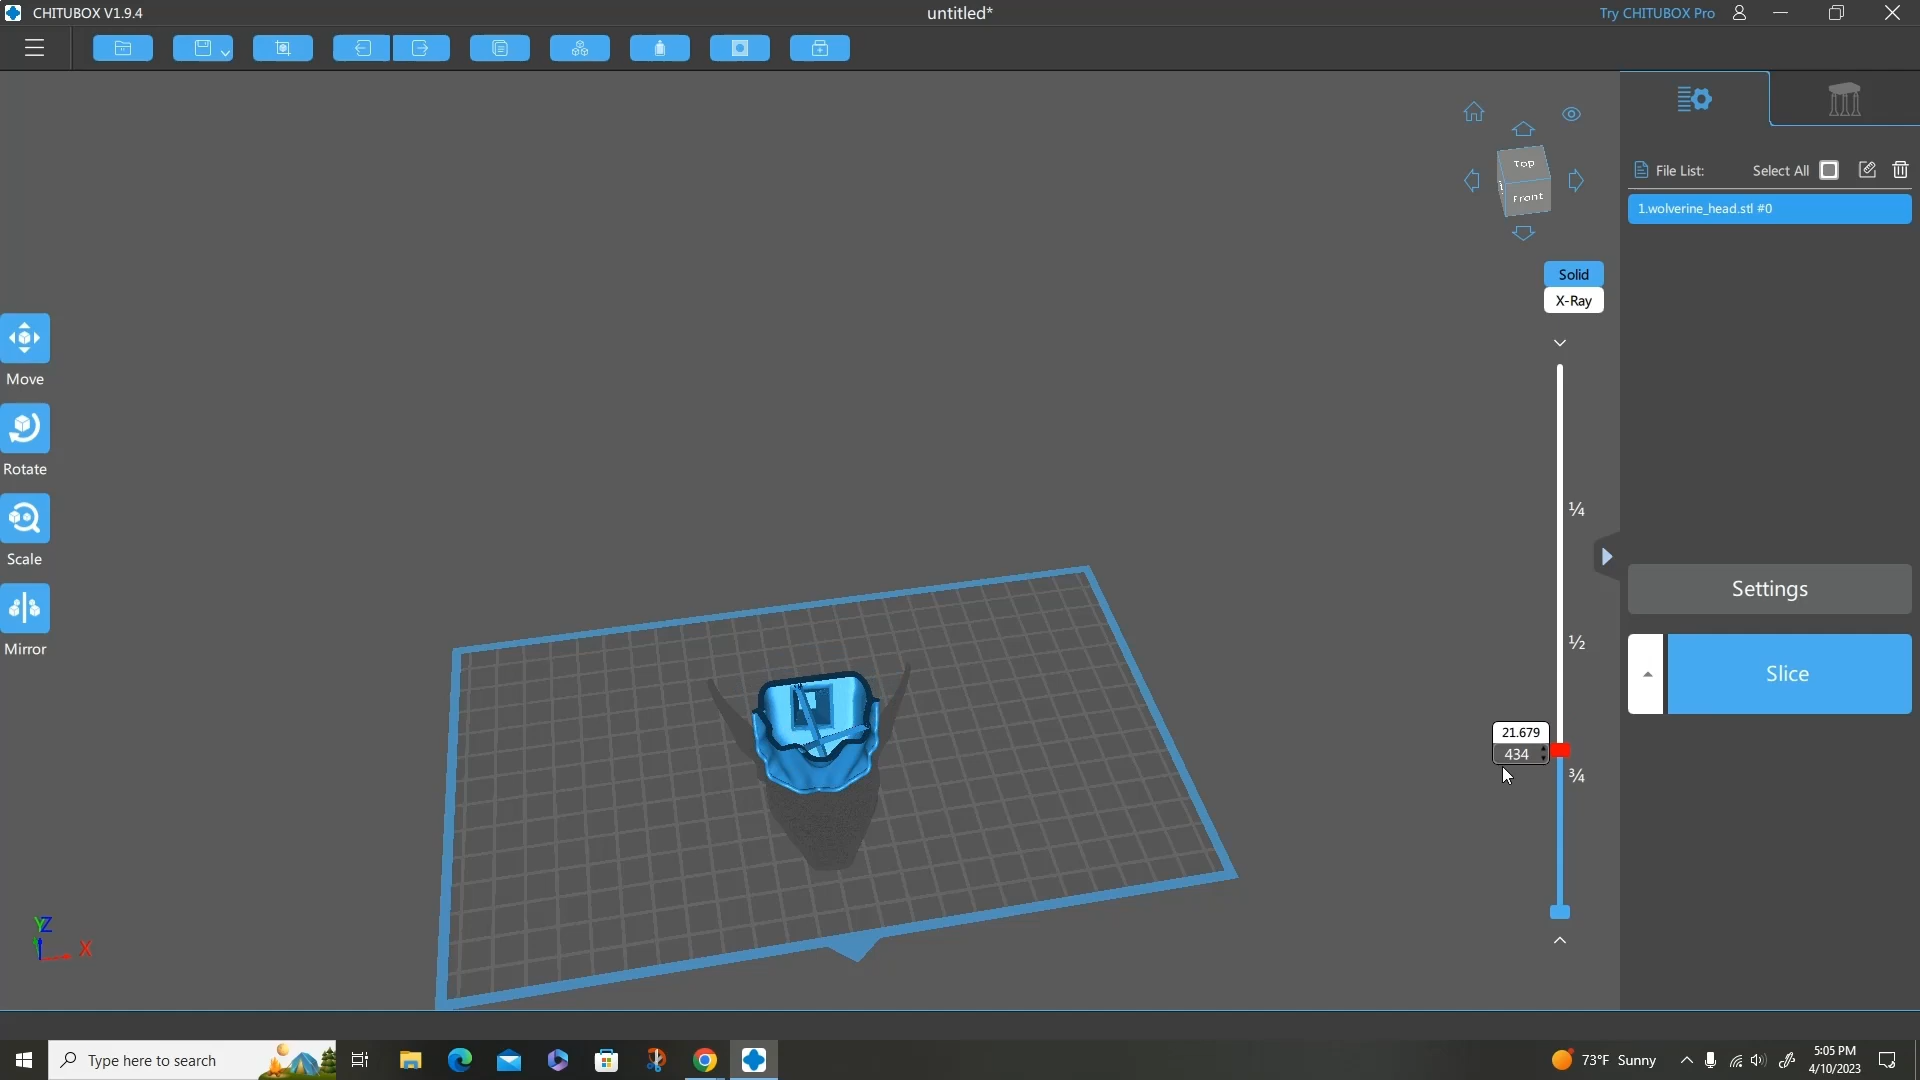 CHITUBOX V1.9.4
untitled*
Try CHITUBOX Pro
File List:
Select All
1.wolverine_head.stl #0
Top
Front
Solid
X-Ray
Move
Rotate
Scale
Mirror
¼
½
¾
21.679
434
Settings
Slice
Y
Z
X
Type here to search
73°F Sunny
5:05 PM
4/10/2023